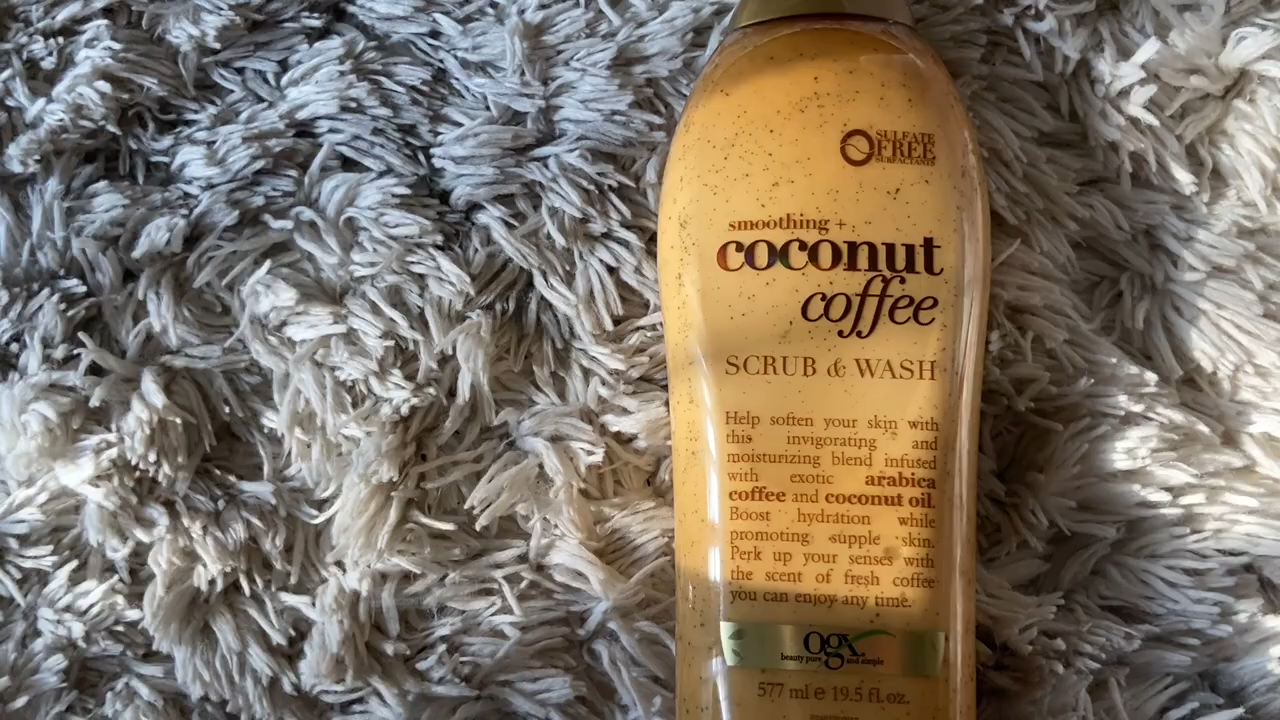 SULFATE
FREE
SURFACTANTS
smoothing +
coconut
coffee
SCRUB & WASH
Help soften your skin with
this invigorating and
moisturizing blend infused
with exotic arabica
coffee and coconut oil.
Boost hydration while
promoting supple skin.
Perk up your senses with
the scent of fresh coffee
you can enjoy any time.
ogx
beauty pure and simple
577 ml e 19.5 fl.oz.